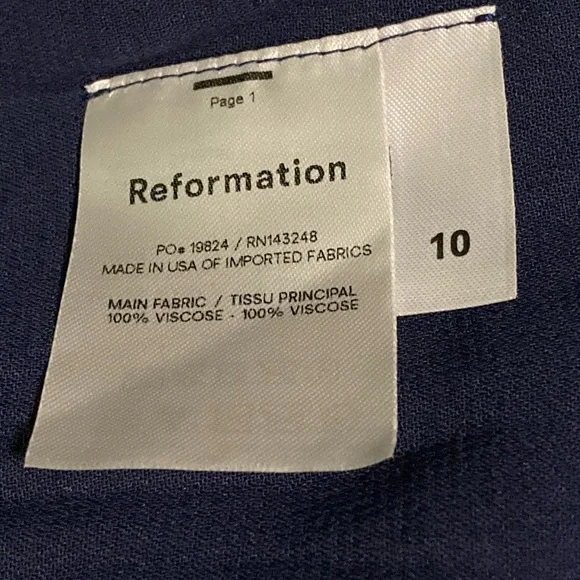 Page 1
Reformation
PO# 19824 / RN143248
MADE IN USA OF IMPORTED FABRICS
MAIN FABRIC / TISSU PRINCIPAL
100% VISCOSE - 100% VISCOSE
10